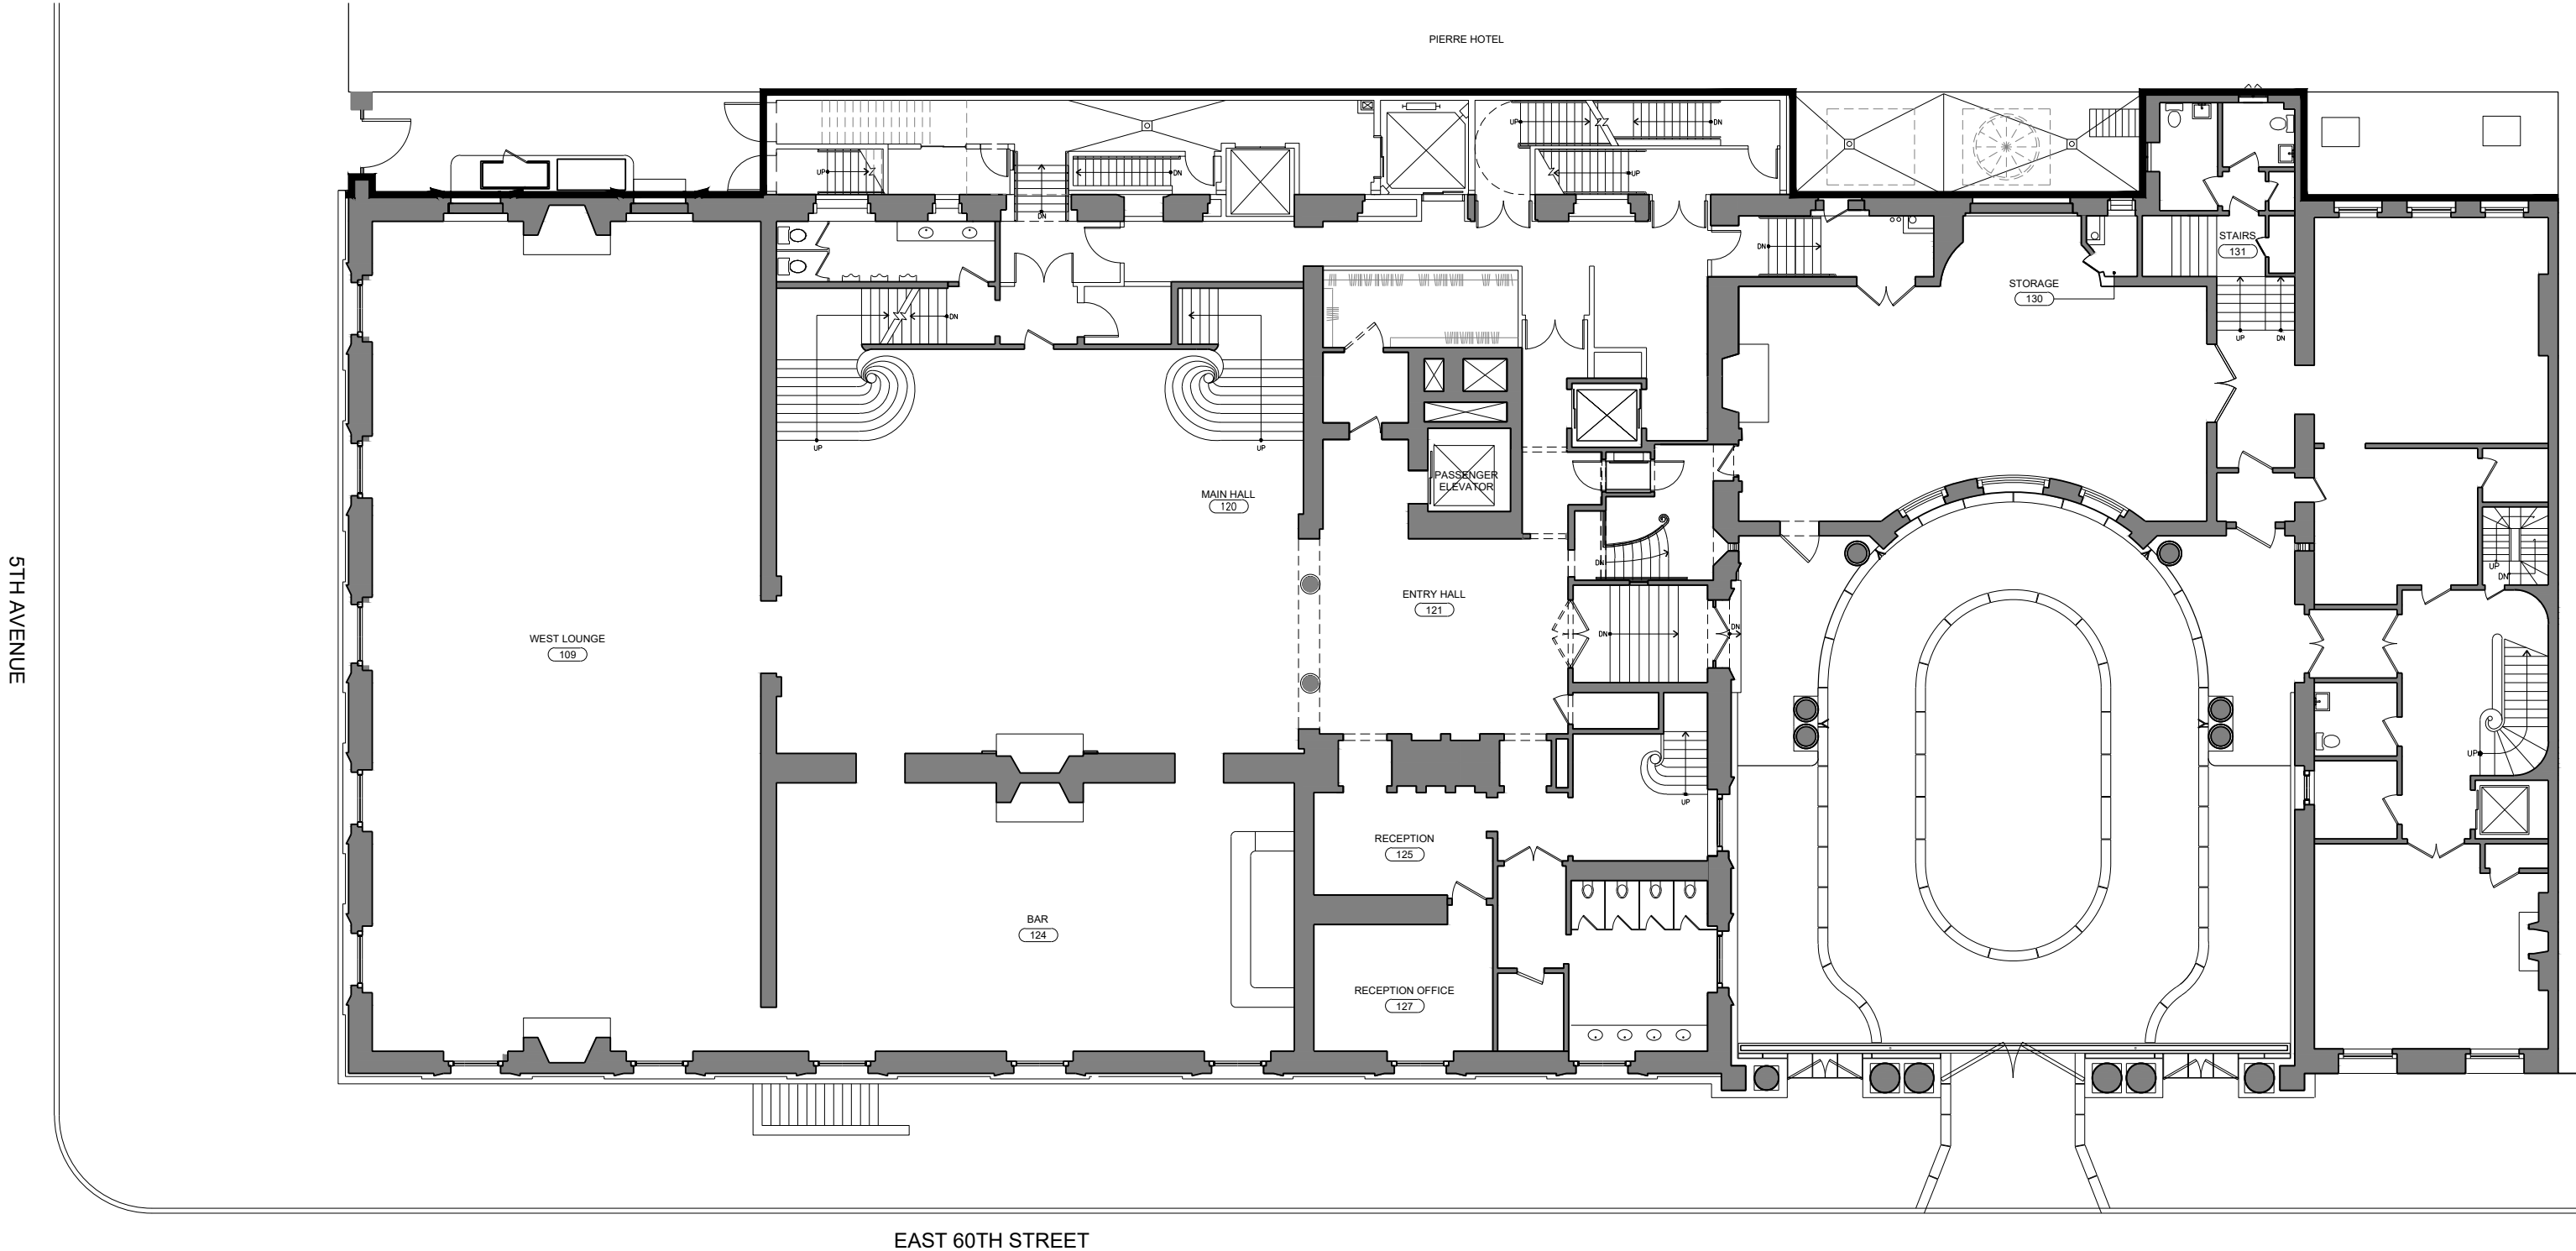 PIERRE HOTEL
UP
DN
UP
DN
UP
DN
UP
DN
DN
STAIRS
131
STORAGE
130
UP
DN
UP
UP
PASSENGER
ELEVATOR
MAIN HALL
120
DN
UP
DN
5TH AVENUE
ENTRY HALL
121
WEST LOUNGE
109
DN
DN
UP
UP
RECEPTION
125
BAR
124
RECEPTION OFFICE
127
EAST 60TH STREET